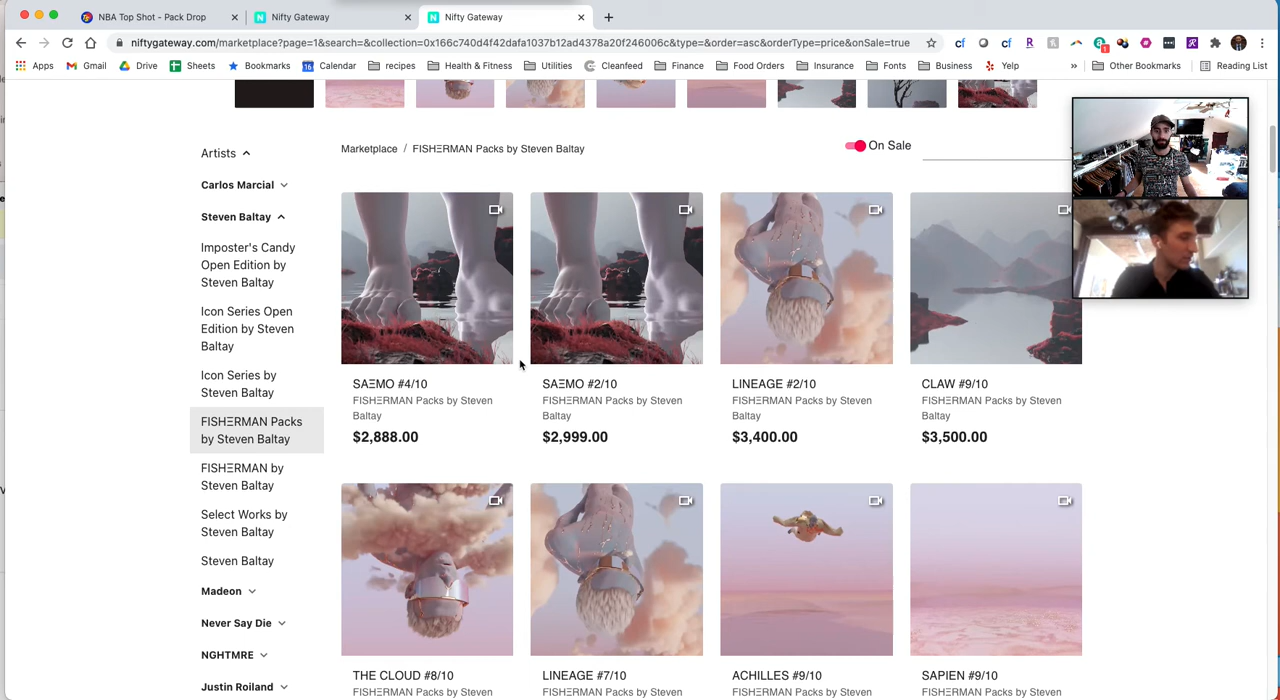 NBA Top Shot - Pack Drop
Nifty Gateway
Nifty Gateway
niftygateway.com/marketplace?page=1&search=&collection=0x166c740d4f42dafa1037b12ad4378a20f246006c&type=&order=asc&orderType=price&onSale=true
Apps Gmail Drive Sheets Bookmarks Calendar recipes Health & Fitness Utilities Cleanfeed Finance Food Orders Insurance Fonts Business Yelp » Other Bookmarks Reading List
Artists
Marketplace / FISHΞRMAN Packs by Steven Baltay
On Sale
Carlos Marcial
Steven Baltay
Imposter's Candy
Open Edition by
Steven Baltay
Icon Series Open
Edition by Steven
Baltay
Icon Series by
Steven Baltay
FISHΞRMAN Packs
by Steven Baltay
FISHΞRMAN by
Steven Baltay
Select Works by
Steven Baltay
Steven Baltay
Madeon
Never Say Die
NGHTMRE
Justin Roiland
SAΞMO #4/10
FISHΞRMAN Packs by Steven
Baltay
$2,888.00
SAΞMO #2/10
FISHΞRMAN Packs by Steven
Baltay
$2,999.00
LINEAGE #2/10
FISHΞRMAN Packs by Steven
Baltay
$3,400.00
CLAW #9/10
FISHΞRMAN Packs by Steven
Baltay
$3,500.00
THE CLOUD #8/10
FISHΞRMAN Packs by Steven
LINEAGE #7/10
FISHΞRMAN Packs by Steven
ACHILLES #9/10
FISHΞRMAN Packs by Steven
SAPIEN #9/10
FISHΞRMAN Packs by Steven